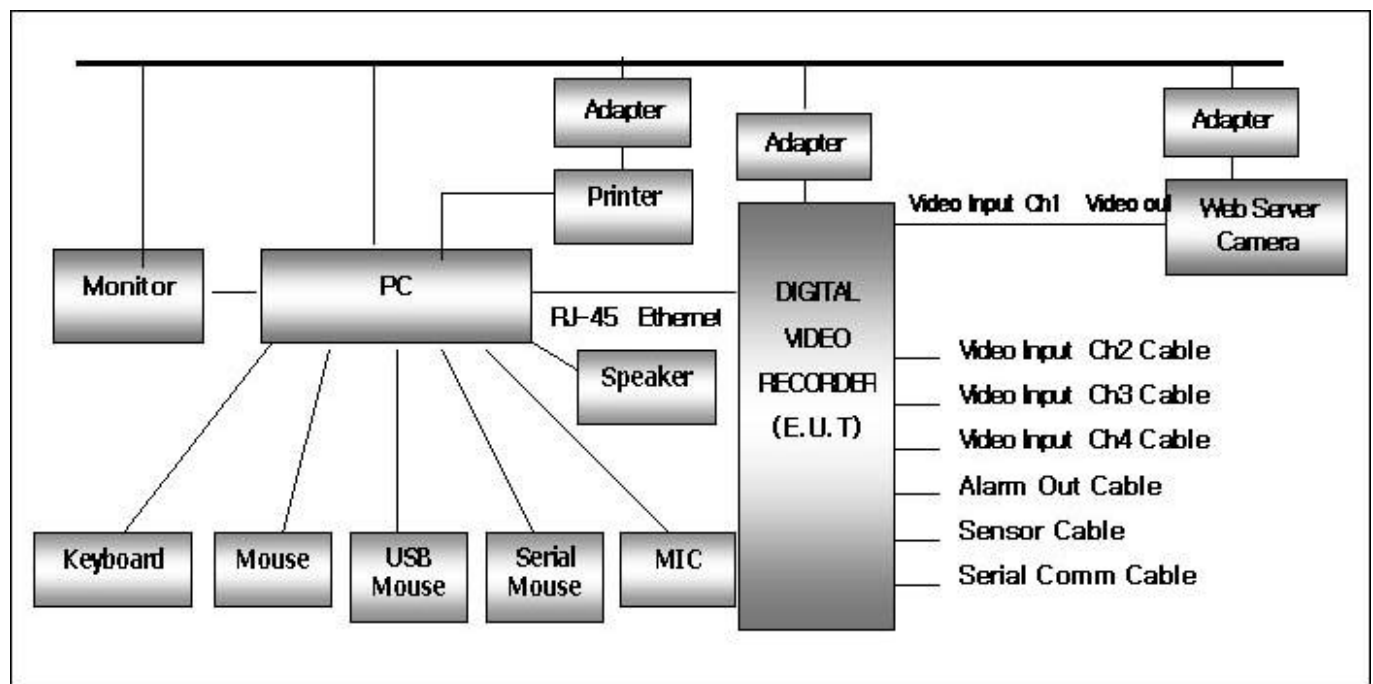 Adapter
Adapter
Adapter
Printer
Video Input Ch1 Video out
Web Server
Camera
Monitor
PC
RJ-45 Ethernet
DIGITAL
VIDEO
RECORDER
(E.U.T)
Speaker
Video Input Ch2 Cable
Video Input Ch3 Cable
Video Input Ch4 Cable
Alarm Out Cable
Sensor Cable
Serial Comm Cable
Keyboard
Mouse
USB
Mouse
Serial
Mouse
MIC